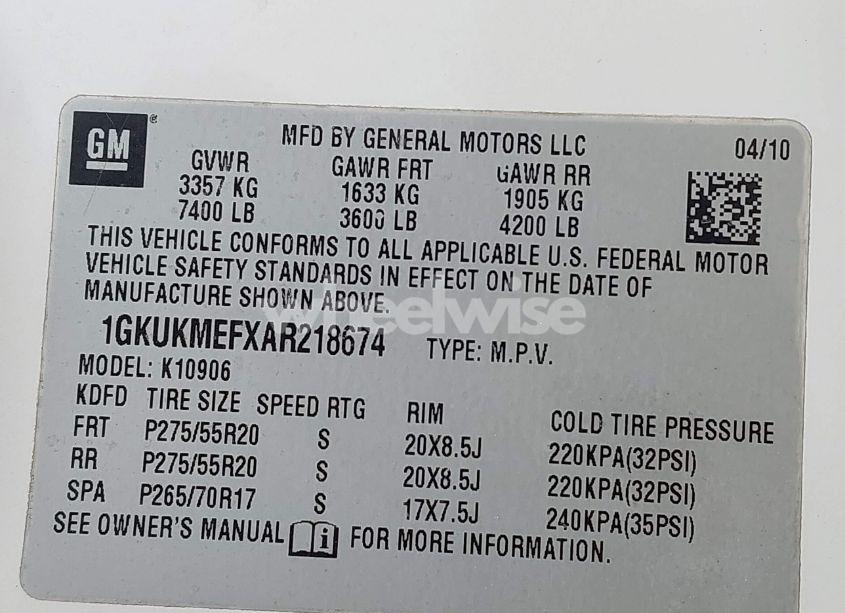 GM ®
MFD BY GENERAL MOTORS LLC 04/10
GVWR GAWR FRT GAWR RR
3357 KG 1633 KG 1905 KG
7400 LB 3600 LB 4200 LB
THIS VEHICLE CONFORMS TO ALL APPLICABLE U.S. FEDERAL MOTOR
VEHICLE SAFETY STANDARDS IN EFFECT ON THE DATE OF
MANUFACTURE SHOWN ABOVE.
wheelwise
1GKUKMEFXAR218674 TYPE: M.P.V.
MODEL: K10906
KDFD TIRE SIZE SPEED RTG RIM COLD TIRE PRESSURE
FRT P275/55R20 S 20X8.5J 220KPA(32PSI)
RR P275/55R20 S 20X8.5J 220KPA(32PSI)
SPA P265/70R17 S 17X7.5J 240KPA(35PSI)
SEE OWNER'S MANUAL i FOR MORE INFORMATION.